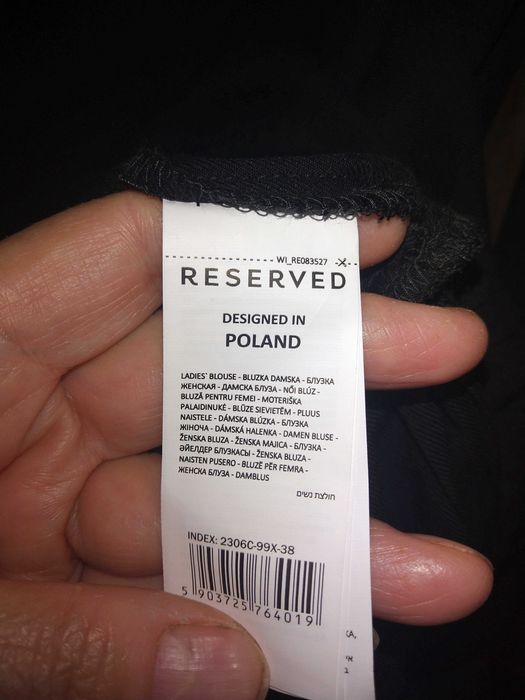 WI_RE083527
RESERVED
DESIGNED IN
POLAND
LADIES` BLOUSE - BLUZKA DAMSKA - БЛУЗКА
ЖЕНСКАЯ - ДАМСКА БЛУЗА - NŐI BLÚZ -
BLUZĂ PENTRU FEMEI - MOTERIŠKA
PALAIDINUKĖ - BLŪZE SIEVIETĒM - PLUUS
NAISTELE - DÁMSKÁ BLÚZKA - БЛУЗКА
ЖІНОЧА - DÁMSKÁ HALENKA - DAMEN BLUSE -
ŽENSKA BLUZA - ŽENSKA MAJICA - БЛУЗКА -
ӘЙЕЛДЕР БЛУЗКАСЫ - ŽENSKA BLUZA -
NAISTEN PUSERO - BLUZË PËR FEMRA -
ЖЕНСКА БЛУЗА - DAMBLUS
חולצת נשים
INDEX: 2306C-99X-38
5 903725 764019